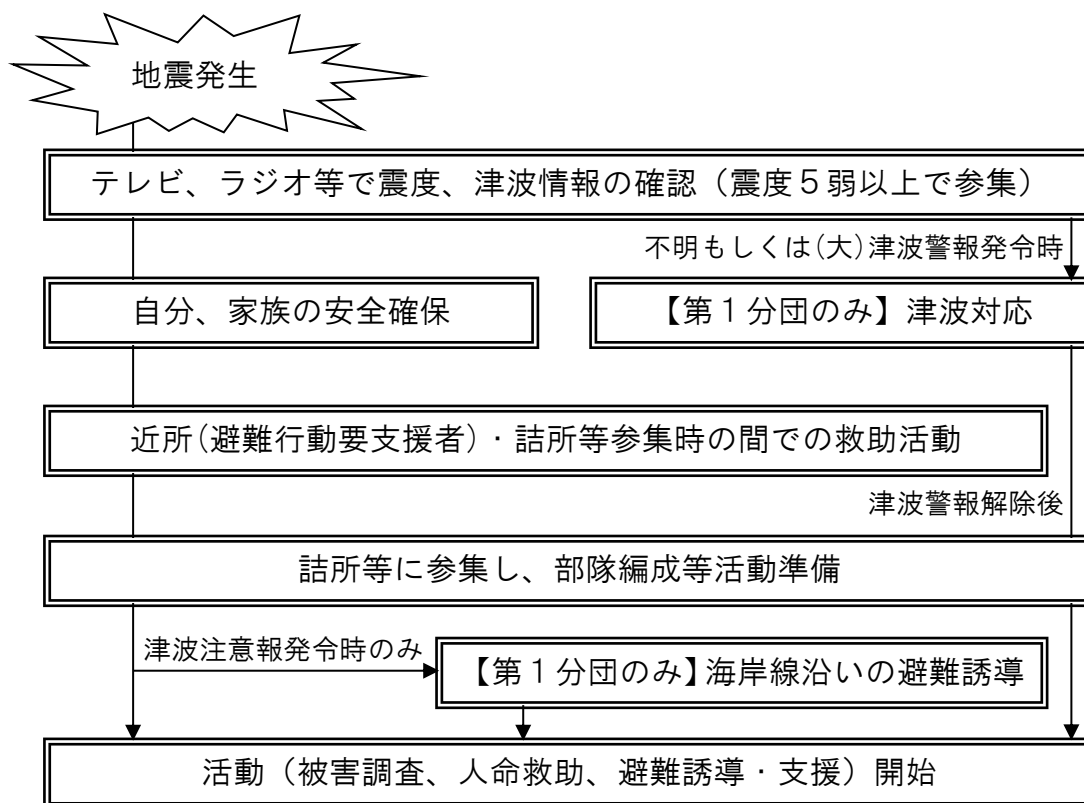 地震発生
テレビ、ラジオ等で震度、津波情報の確認（震度５弱以上で参集）
不明もしくは(大)津波警報発令時
自分、家族の安全確保
【第１分団のみ】津波対応
近所(避難行動要支援者)・詰所等参集時の間での救助活動
津波警報解除後
詰所等に参集し、部隊編成等活動準備
津波注意報発令時のみ
【第１分団のみ】海岸線沿いの避難誘導
活動（被害調査、人命救助、避難誘導・支援）開始